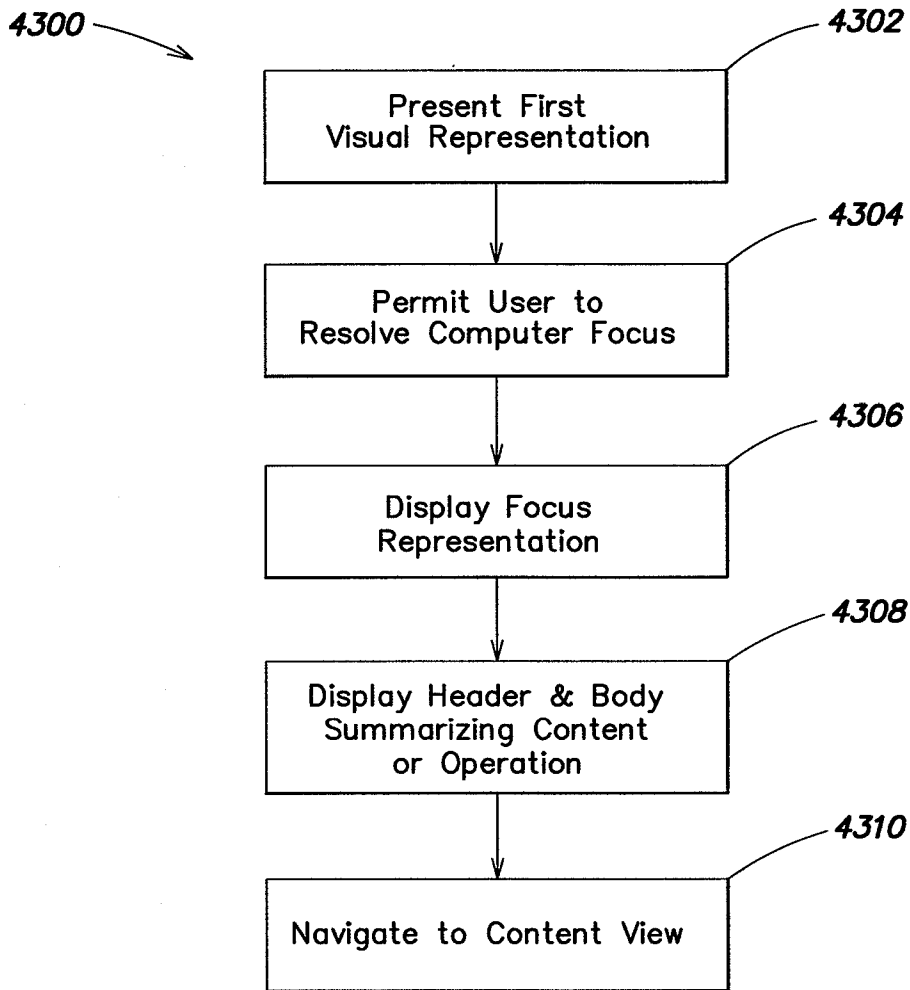 4300
4302
Present First
Visual Representation
4304
Permit User to
Resolve Computer Focus
4306
Display Focus
Representation
4308
Display Header & Body
Summarizing Content
or Operation
4310
Navigate to Content View